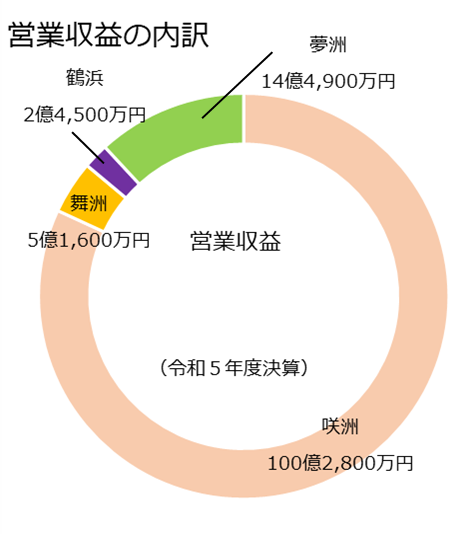 営業収益の内訳
夢洲
14億4,900万円
鶴浜
2億4,500万円
舞洲
5億1,600万円
営業収益
（令和５年度決算）
咲洲
100億2,800万円